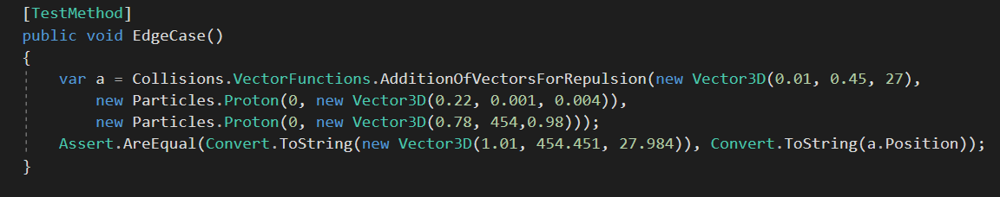 [TestMethod]
public void EdgeCase()
{
var a = Collisions.VectorFunctions.AdditionOfVectorsForRepulsion(new Vector3D(0.01, 0.45, 27),
new Particles.Proton(0, new Vector3D(0.22, 0.001, 0.004)),
new Particles.Proton(0, new Vector3D(0.78, 454,0.98)));
Assert.AreEqual(Convert.ToString(new Vector3D(1.01, 454.451, 27.984)), Convert.ToString(a.Position));
}